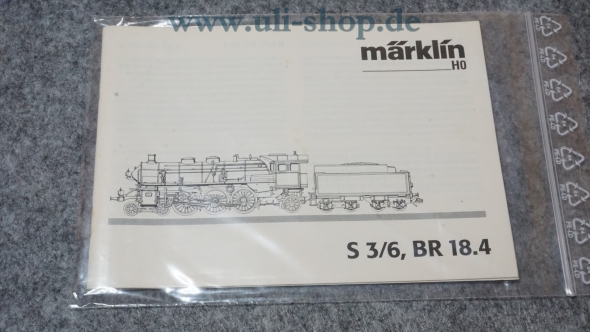 www.uli-shop.de
märklin
H0
S 3/6, BR 18.4